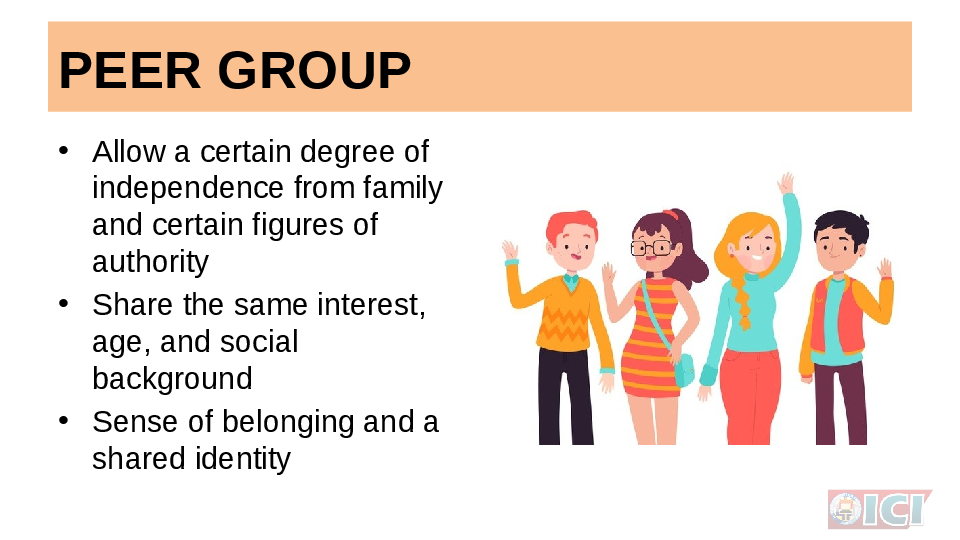 PEER GROUP
• Allow a certain degree of
independence from family
and certain figures of
authority
• Share the same interest,
age, and social
background
• Sense of belonging and a
shared identity
ICI